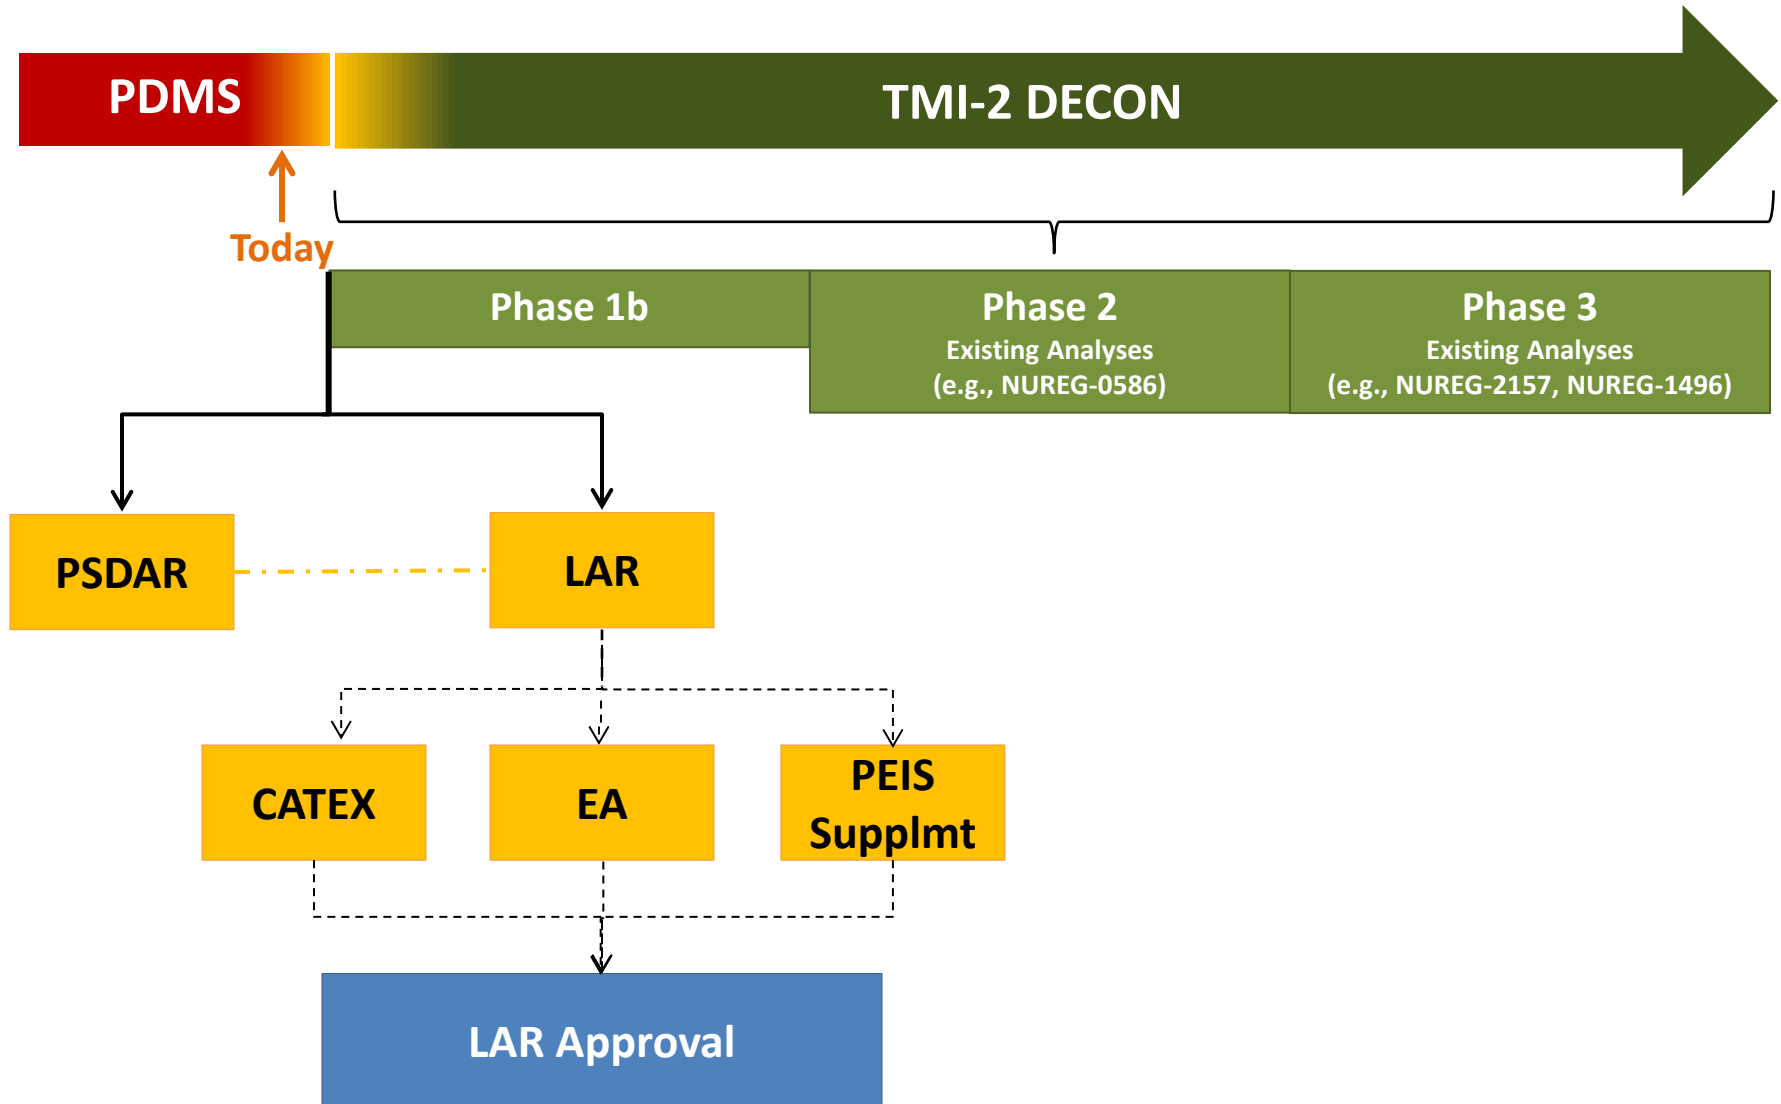 PDMS
TMI-2 DECON
Today
Phase 1b
Phase 2
Existing Analyses
(e.g., NUREG-0586)
Phase 3
Existing Analyses
(e.g., NUREG-2157, NUREG-1496)
PSDAR
LAR
CATEX
EA
PEIS
Supplmt
LAR Approval